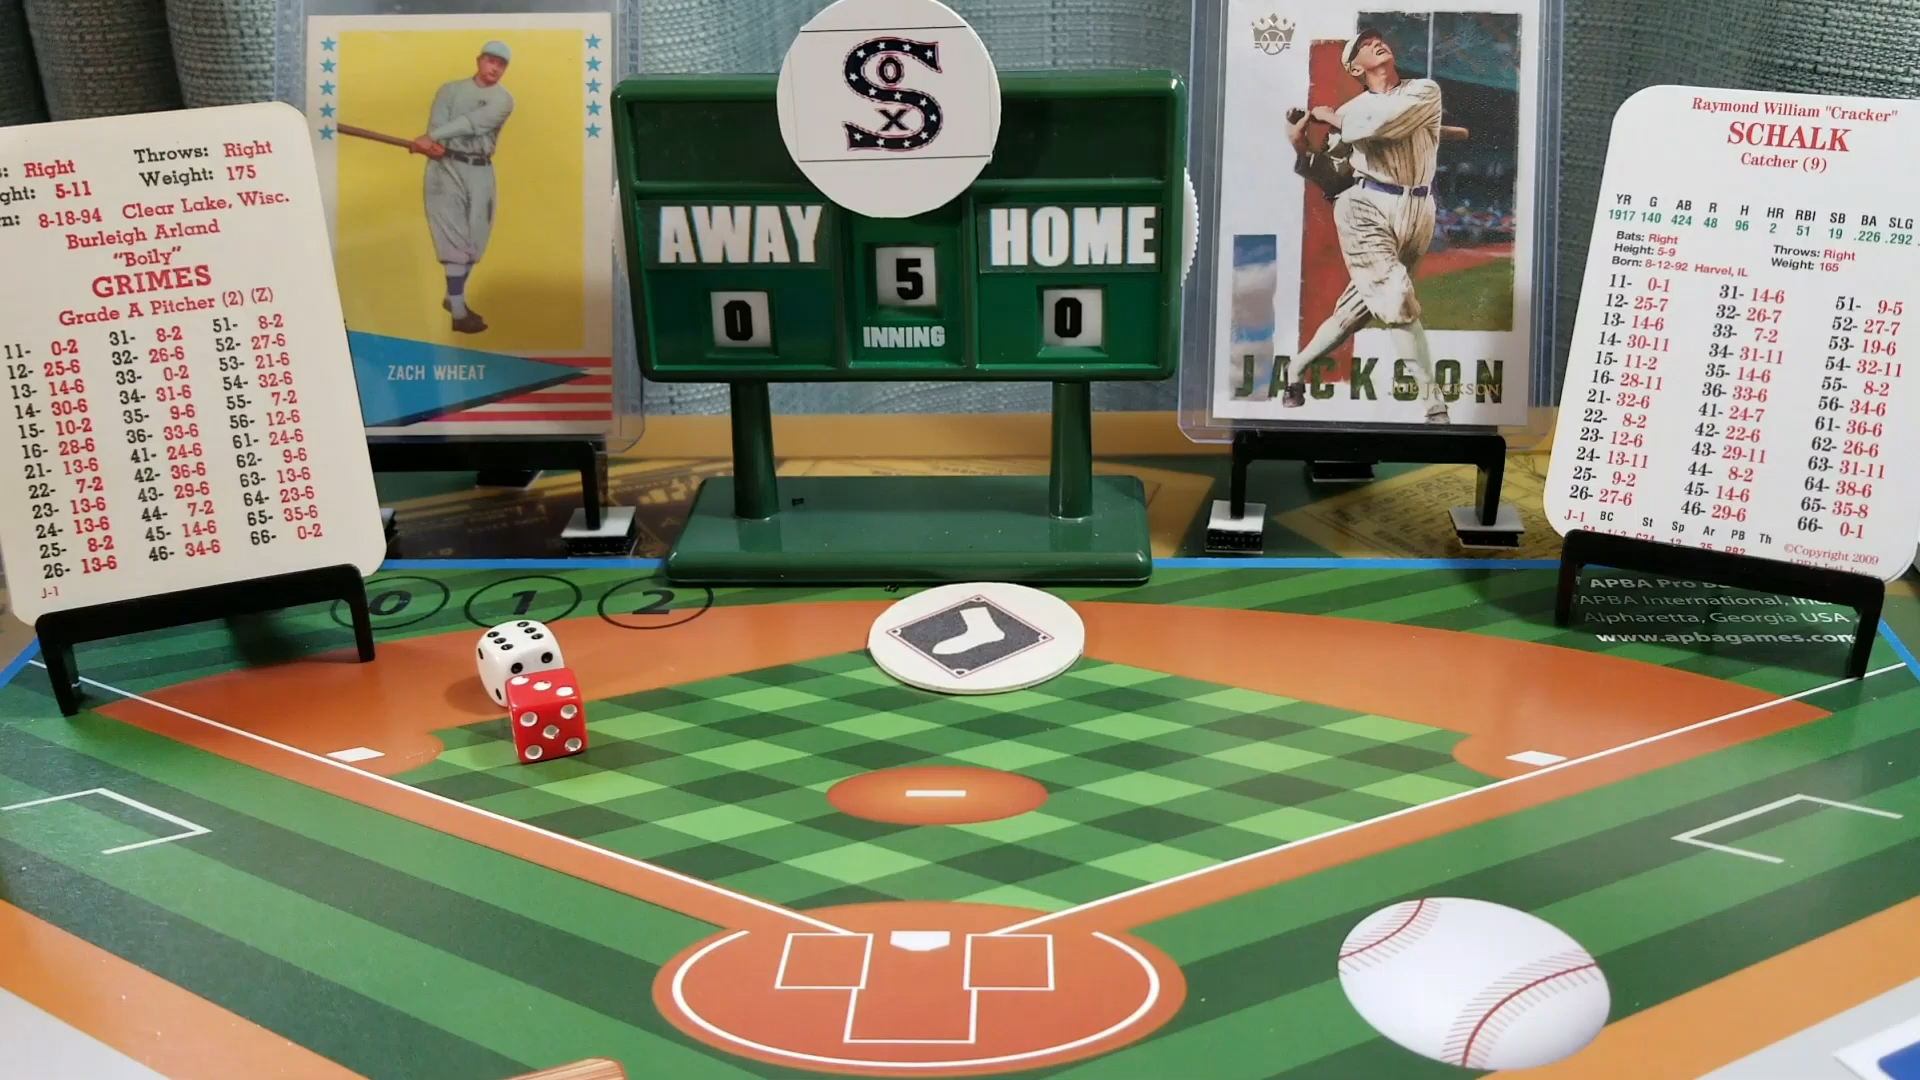 Right
Throws: Right
5-11
Weight: 175
8-18-94 Clear Lake, Wisc.
Burleigh Arland
"Boily"
GRIMES
Grade A Pitcher (2) (Z)
11- 0-2
12- 25-6
13- 14-6
14- 30-6
15- 10-2
16- 28-6
21- 13-6
22- 7-2
23- 13-6
24- 13-6
25- 8-2
26- 13-6
31- 8-2
32- 26-6
33- 0-2
34- 31-6
35- 9-6
36- 33-6
41- 24-6
42- 36-6
43- 29-6
44- 7-2
45- 14-6
46- 34-6
51- 8-2
52- 27-6
53- 21-6
54- 32-6
55- 7-2
56- 12-6
61- 24-6
62- 9-6
63- 13-6
64- 23-6
65- 35-6
66- 0-2
J-1
ZACH WHEAT
SOX
AWAY
HOME
0
5
0
INNING
JACKSON
JOE JACKSON
Raymond William "Cracker"
SCHALK
Catcher (9)
YR G AB R H HR RBI SB BA SLG
1917 140 424 48 96 2 51 19 .226 .292
Bats: Right
Throws: Right
Height: 5-9
Weight: 165
Born: 8-12-92 Harvel, IL
11- 0-1
12- 25-7
13- 14-6
14- 30-11
15- 11-2
16- 28-11
21- 32-6
22- 8-2
23- 12-6
24- 13-11
25- 9-2
26- 27-6
31- 14-6
32- 26-7
33- 7-2
34- 31-11
35- 14-6
36- 33-6
41- 24-7
42- 22-6
43- 29-11
44- 8-2
45- 14-6
46- 29-6
51- 9-5
52- 27-7
53- 19-6
54- 32-11
55- 8-2
56- 34-6
61- 36-6
62- 26-6
63- 31-11
64- 38-6
65- 35-8
66- 0-1
J-1 BC St Sp Ar PB Th
©Copyright 2009
0 1 2
APBA Pro
APBA International, Inc.
Alpharetta, Georgia USA
www.apbagames.com